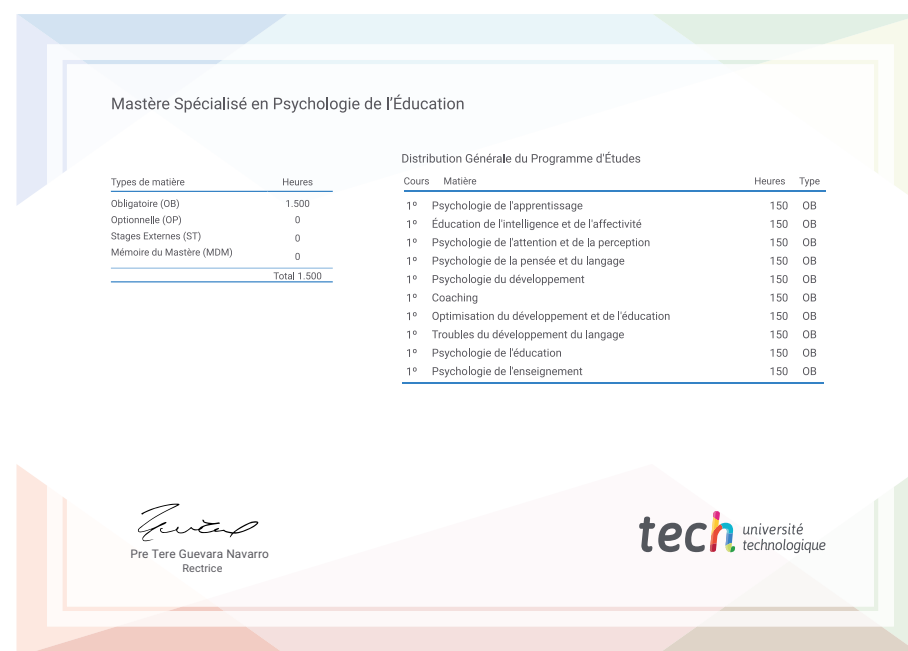 Mastère Spécialisé en Psychologie de l'Éducation
Types de matière Heures
Obligatoire (OB) 1.500
Optionnelle (OP) 0
Stages Externes (ST) 0
Mémoire du Mastère (MDM) 0
Total 1.500
Distribution Générale du Programme d'Études
Cours Matière Heures Type
1º Psychologie de l'apprentissage 150 OB
1º Éducation de l'intelligence et de l'affectivité 150 OB
1º Psychologie de l'attention et de la perception 150 OB
1º Psychologie de la pensée et du langage 150 OB
1º Psychologie du développement 150 OB
1º Coaching 150 OB
1º Optimisation du développement et de l'éducation 150 OB
1º Troubles du développement du langage 150 OB
1º Psychologie de l'éducation 150 OB
1º Psychologie de l'enseignement 150 OB
Pre Tere Guevara Navarro
Rectrice
tech université
technologique